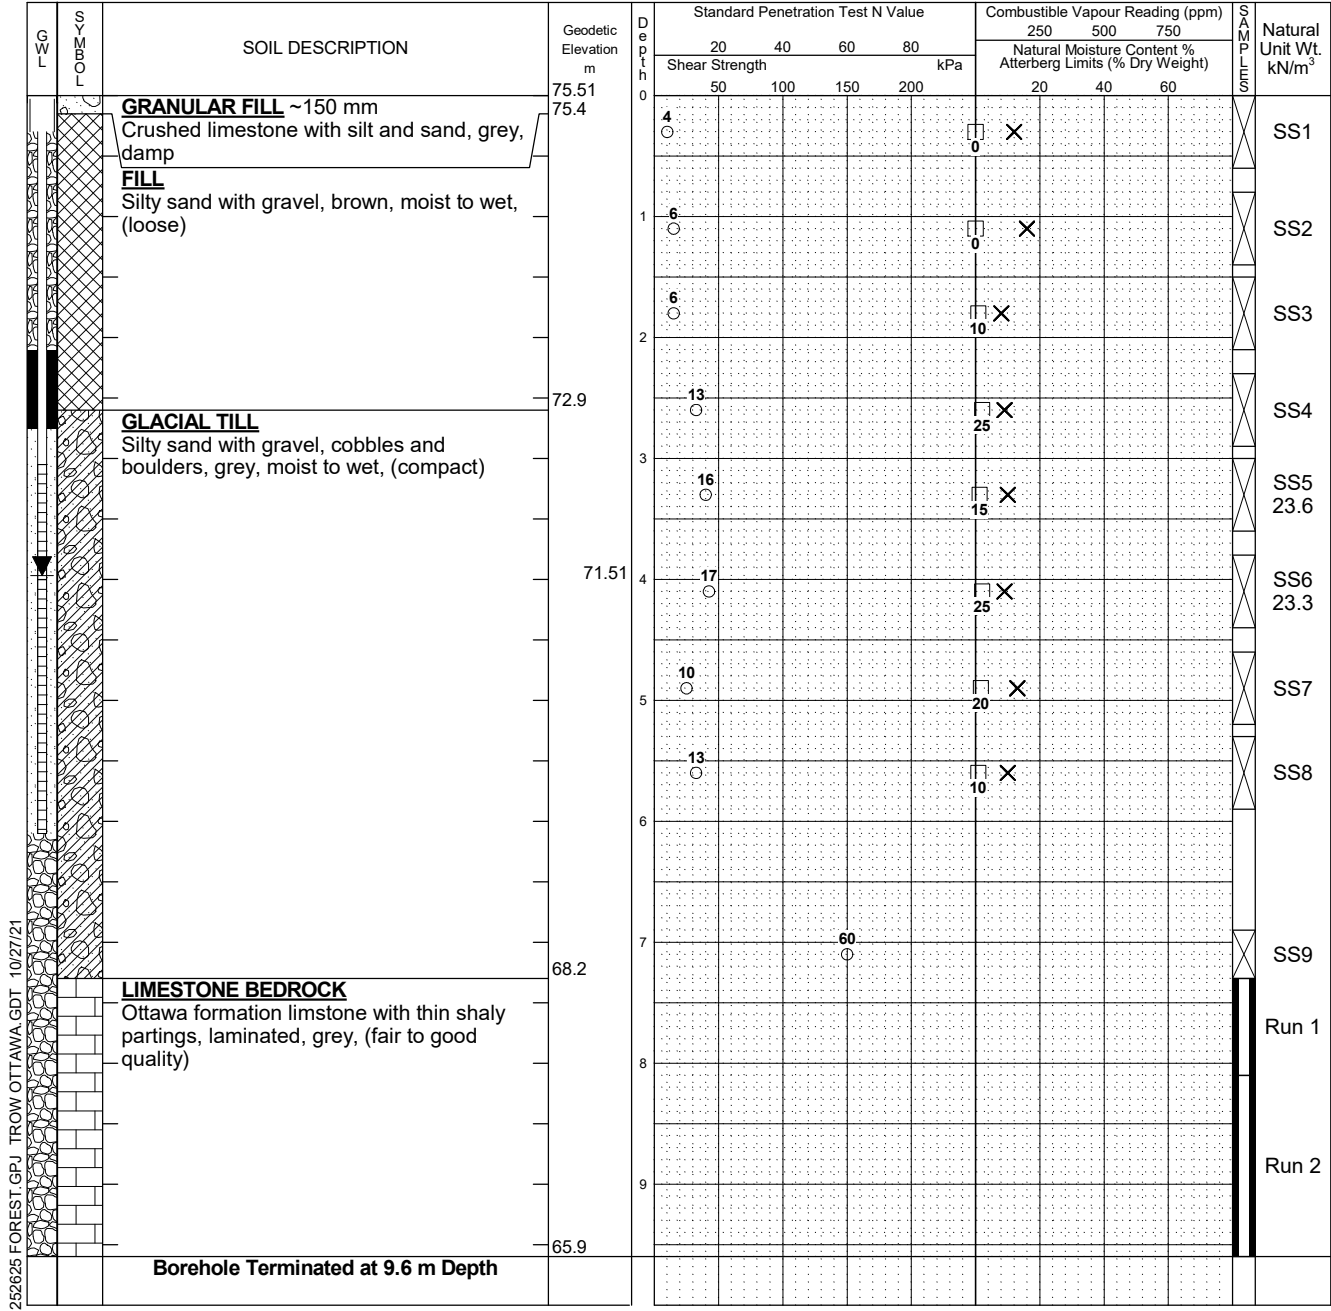 GWL
SYMBOL
SOIL DESCRIPTION
Geodetic
Elevation
m
Depth
Standard Penetration Test N Value
20 40 60 80
Shear Strength kPa
50 100 150 200
Combustible Vapour Reading (ppm)
250 500 750
Natural Moisture Content %
Atterberg Limits (% Dry Weight)
20 40 60
SAMPLES
Natural
Unit Wt.
kN/m³
75.51
0
GRANULAR FILL ~150 mm
75.4
Crushed limestone with silt and sand, grey,
damp
4
0
SS1
FILL
Silty sand with gravel, brown, moist to wet,
(loose)
1
6
0
SS2
6
10
SS3
2
72.9
13
25
SS4
GLACIAL TILL
Silty sand with gravel, cobbles and
boulders, grey, moist to wet, (compact)
3
16
15
SS5
23.6
71.51
4
17
25
SS6
23.3
10
20
SS7
5
13
10
SS8
6
7
60
SS9
68.2
LIMESTONE BEDROCK
Ottawa formation limstone with thin shaly
partings, laminated, grey, (fair to good
quality)
Run 1
8
Run 2
9
65.9
Borehole Terminated at 9.6 m Depth
252625 FOREST.GPJ TROW OTTAWA.GDT 10/27/21